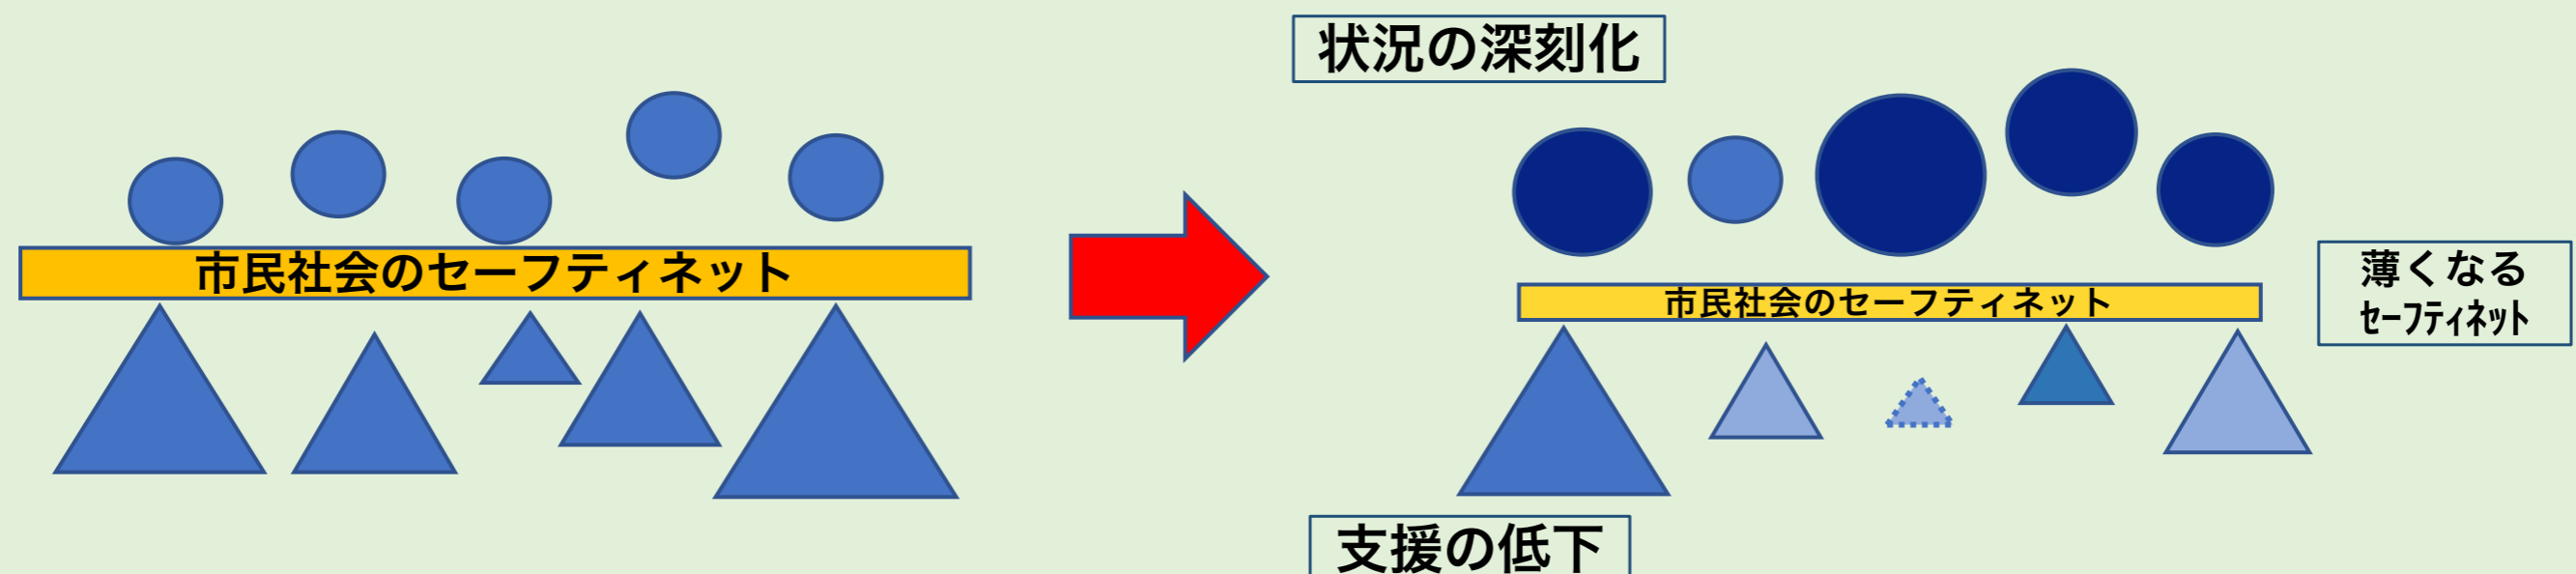 状況の深刻化
市民社会のセーフティネット
市民社会のセーフティネット
薄くなる
セーフティネット
支援の低下